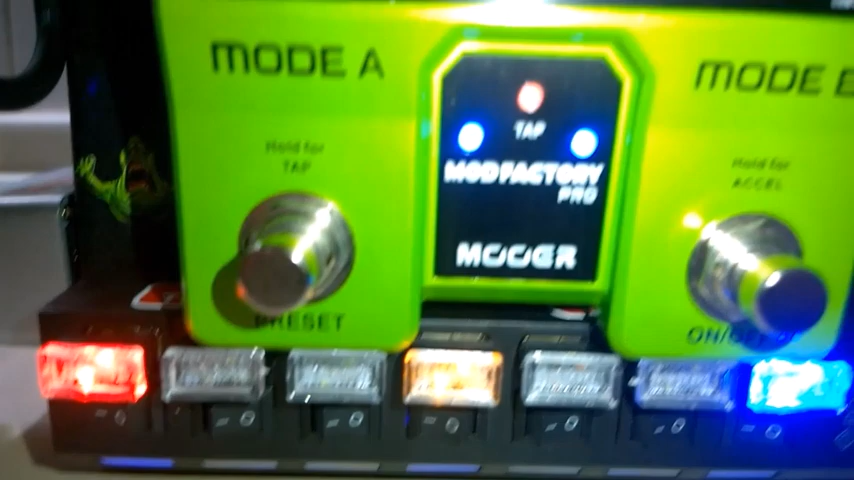 MODE A
MODE B
TAP
Hold for
TAP
Hold for
ACCEL
MODFACTORY
PRO
MOOER
PRESET